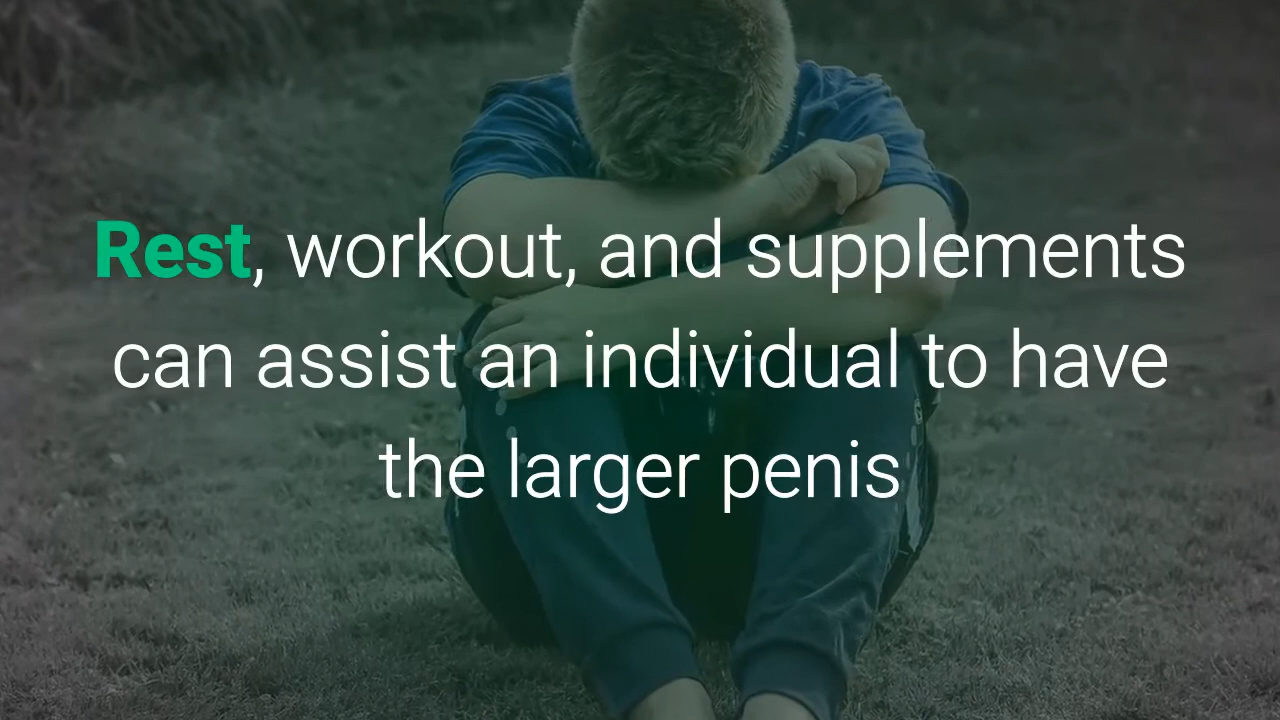 Rest, workout, and supplements
can assist an individual to have
the larger penis